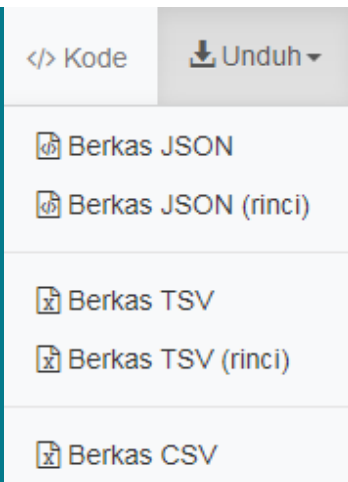 </> Kode Unduh
Berkas JSON
Berkas JSON (rinci)
Berkas TSV
Berkas TSV (rinci)
Berkas CSV